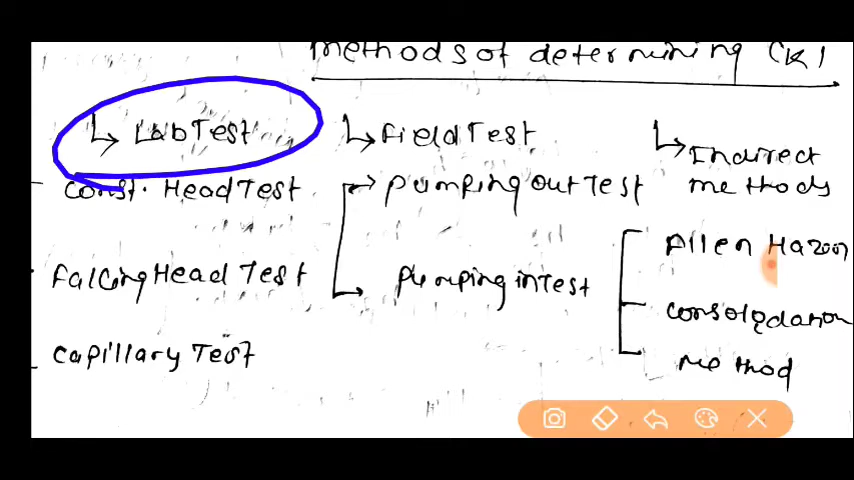 methods of determining (K)
↳ Lab Test
↳ Field Test
↳ Indirect methods
const. Head Test
Falling Head Test
Capillary Test
→ Pumping out Test
Pumping in Test
Allen Hazen
consolidation
method